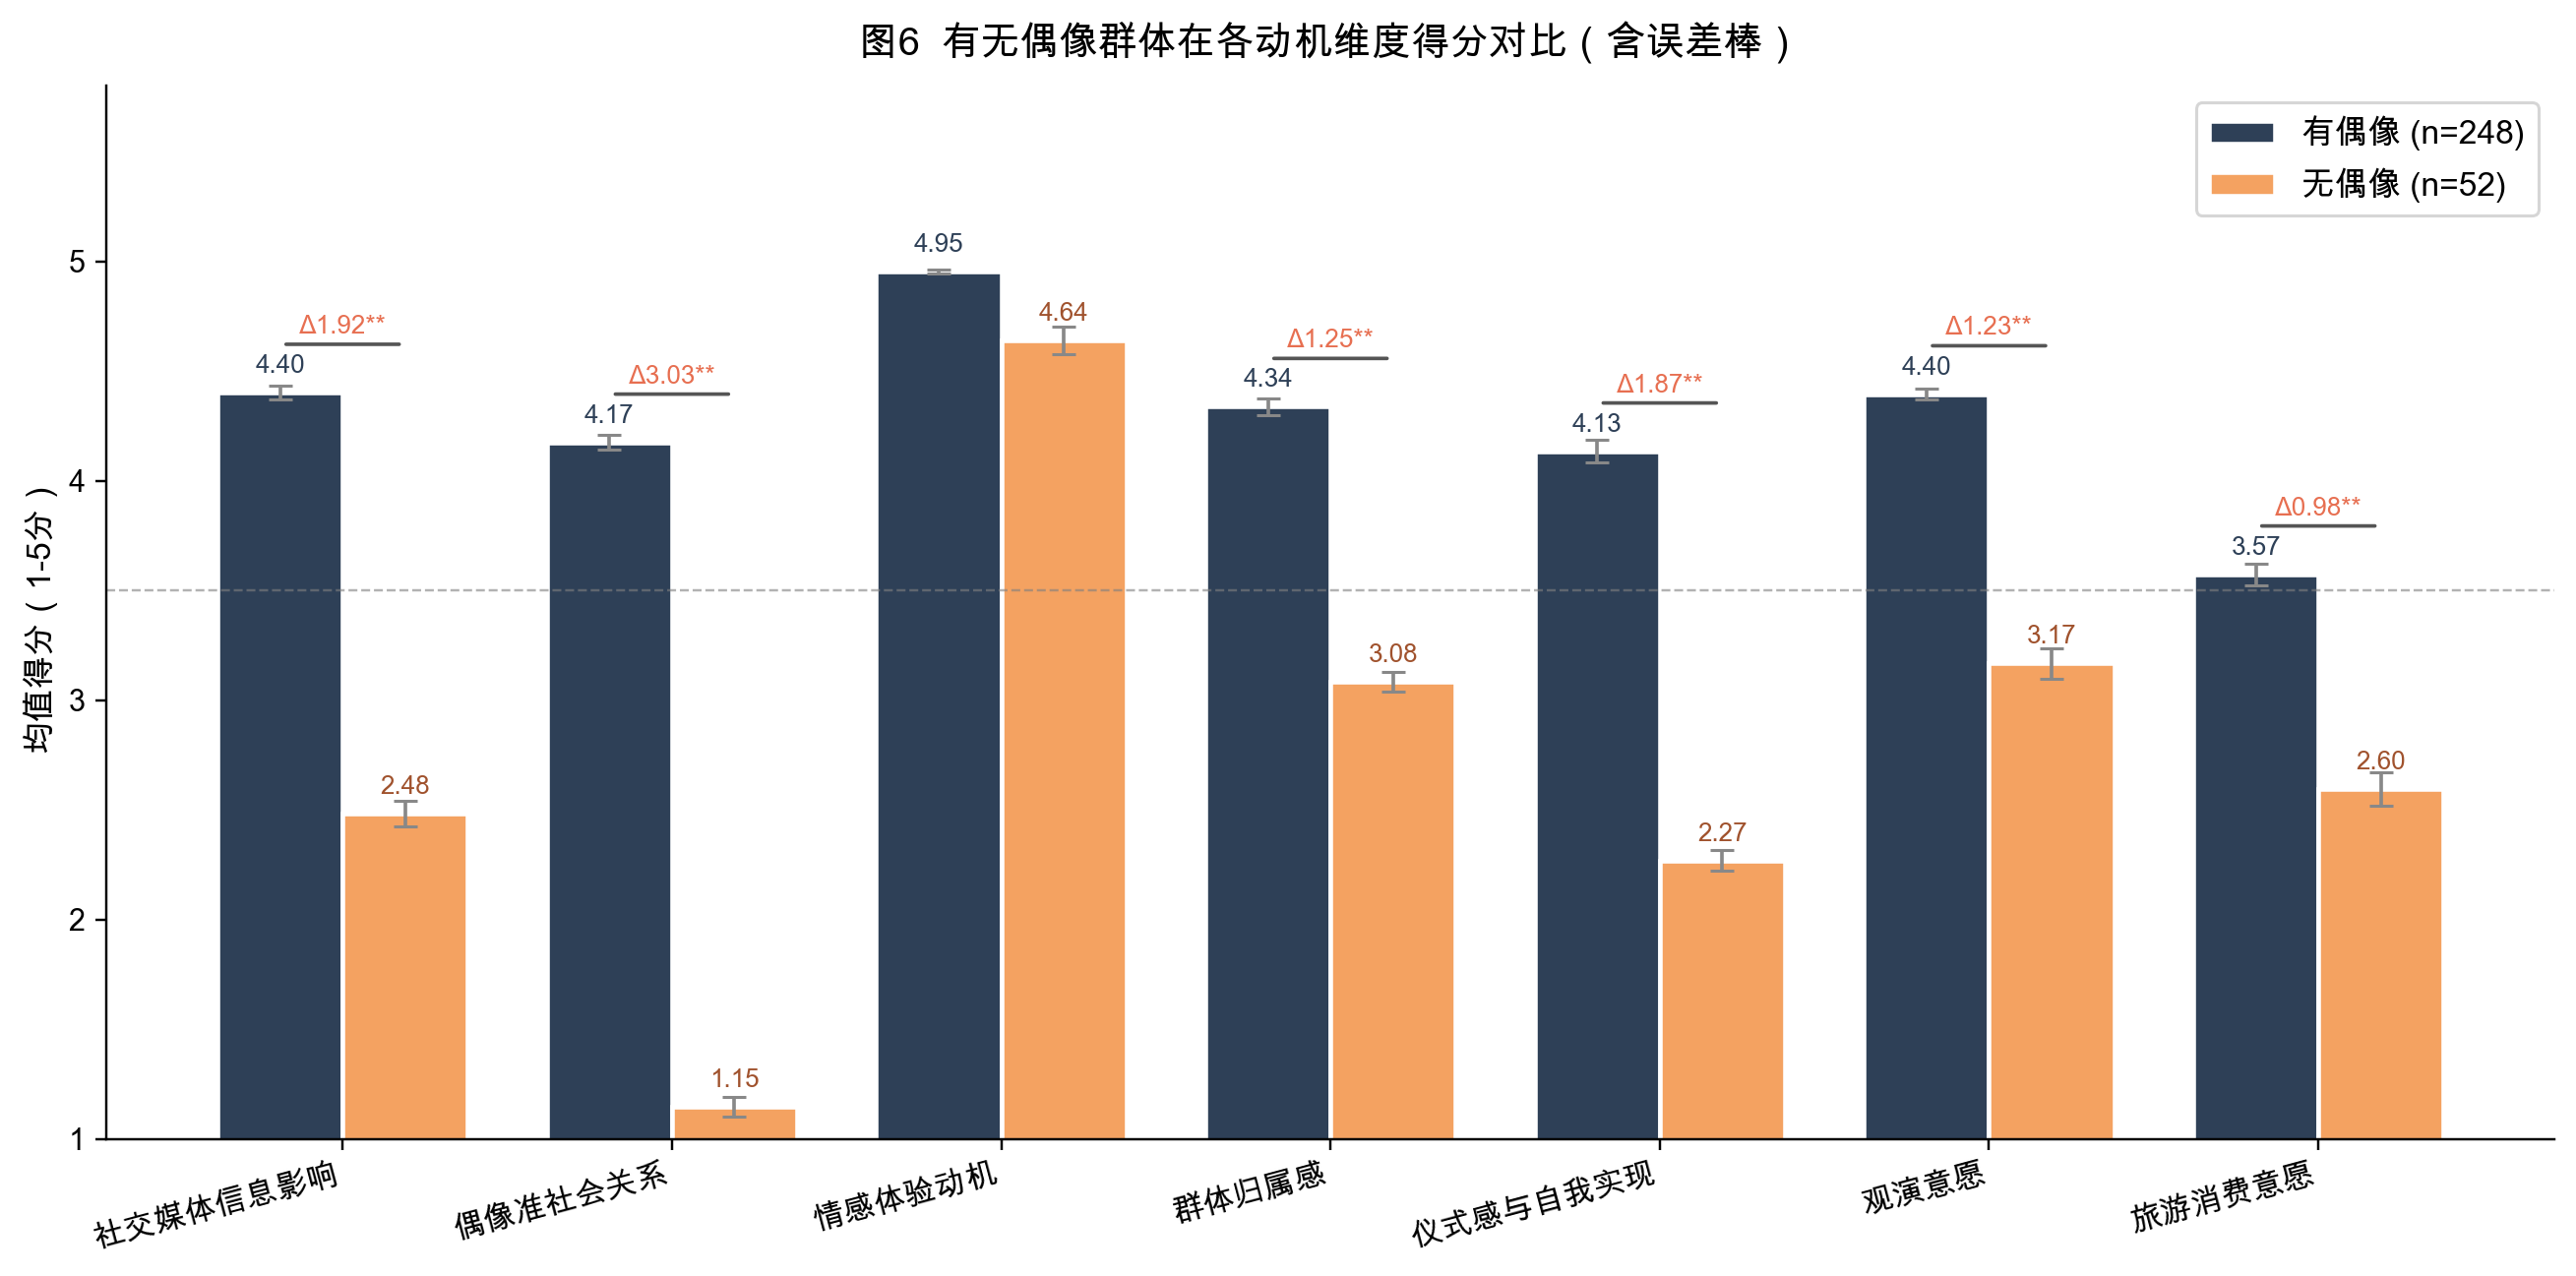 图6 有无偶像群体在各动机维度得分对比（含误差棒）
有偶像 (n=248)
无偶像 (n=52)
均值得分（1-5分）
5
4
3
2
1
Δ1.92**
4.40
2.48
Δ3.03**
4.17
1.15
4.95
4.64
Δ1.25**
4.34
3.08
Δ1.87**
4.13
2.27
Δ1.23**
4.40
3.17
Δ0.98**
3.57
2.60
社交媒体信息影响
偶像准社会关系
情感体验动机
群体归属感
仪式感与自我实现
观演意愿
旅游消费意愿